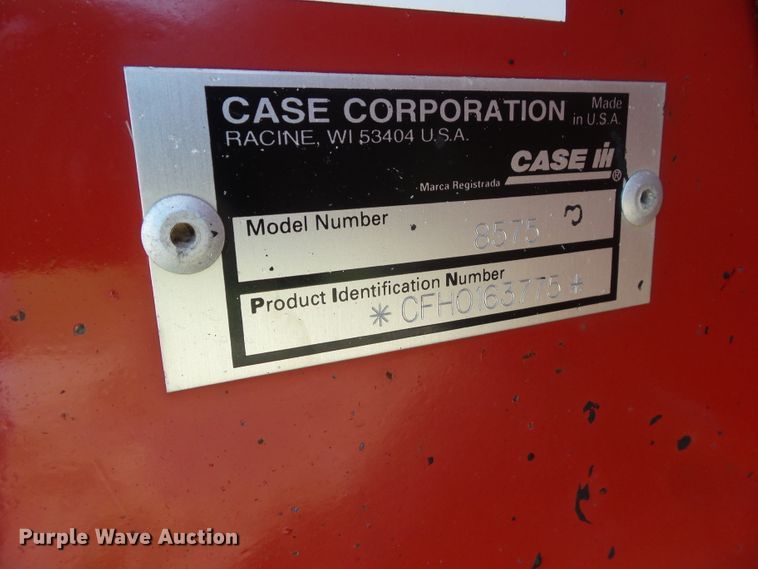 CASE CORPORATION Made in U.S.A.
RACINE, WI 53404 U.S.A.
CASE IH ®
Marca Registrada
Model Number 8575 3
Product Identification Number
*CFH0163775*
Purple Wave Auction®